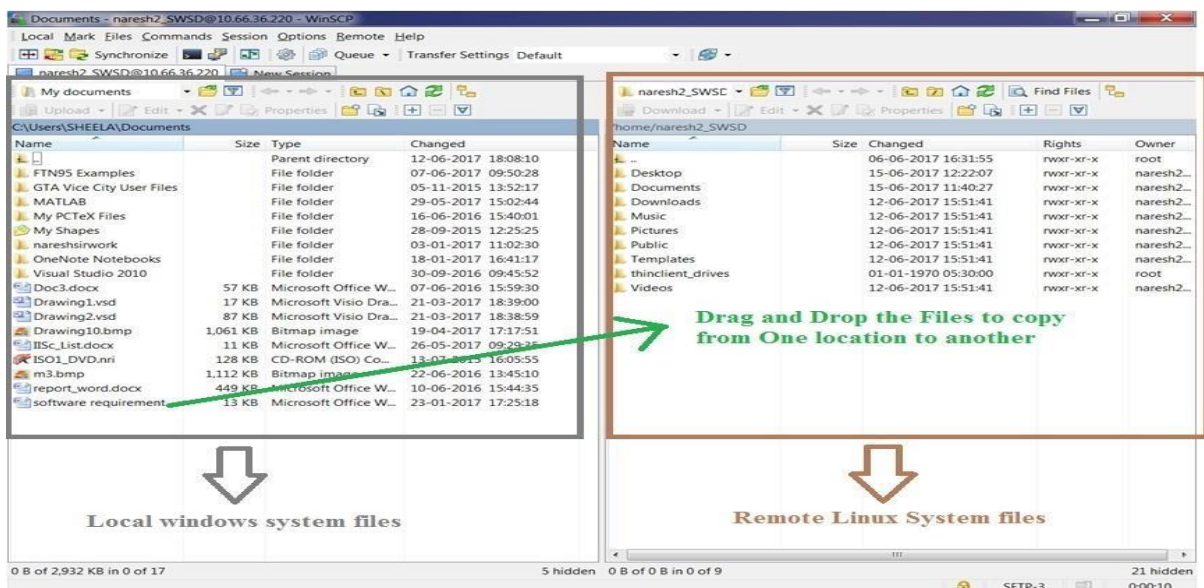 Documents - naresh2_SWSD@10.66.36.220 - WinSCP
Local Mark Files Commands Session Options Remote Help
Synchronize Queue Transfer Settings Default
naresh2_SWSD@10.66.36.220 New Session
My documents
Upload Edit Properties
C:\Users\SHEELA\Documents
Name Size Type Changed
.. Parent directory 12-06-2017 18:08:10
FTN95 Examples File folder 07-06-2017 09:50:28
GTA Vice City User Files File folder 05-11-2015 13:52:17
MATLAB File folder 29-05-2017 15:02:44
My PCTeX Files File folder 16-06-2016 15:40:01
My Shapes File folder 28-09-2015 12:25:25
nareshsirwork File folder 03-01-2017 11:02:30
OneNote Notebooks File folder 18-01-2017 16:41:17
Visual Studio 2010 File folder 30-09-2016 09:45:52
Doc3.docx 57 KB Microsoft Office W... 07-06-2016 15:59:30
Drawing1.vsd 17 KB Microsoft Visio Dra... 21-03-2017 18:39:00
Drawing2.vsd 87 KB Microsoft Visio Dra... 21-03-2017 18:38:59
Drawing10.bmp 1,061 KB Bitmap image 19-04-2017 17:17:51
IISc_List.docx 11 KB Microsoft Office W... 26-05-2017 09:29:35
ISO1_DVD.nri 128 KB CD-ROM (ISO) Co... 13-07-2015 16:05:55
m3.bmp 1,112 KB Bitmap image 22-06-2016 13:45:10
report_word.docx 449 KB Microsoft Office W... 10-06-2016 15:44:35
software requirement 13 KB Microsoft Office W... 23-01-2017 17:25:18
Local windows system files
0 B of 2,932 KB in 0 of 17 5 hidden
naresh2_SWSC Find Files
Download Edit Properties
/home/naresh2_SWSD
Name Size Changed Rights Owner
.. 06-06-2017 16:31:55 rwxr-xr-x root
Desktop 15-06-2017 12:22:07 rwxr-xr-x naresh2...
Documents 15-06-2017 11:40:27 rwxr-xr-x naresh2...
Downloads 12-06-2017 15:51:41 rwxr-xr-x naresh2...
Music 12-06-2017 15:51:41 rwxr-xr-x naresh2...
Pictures 12-06-2017 15:51:41 rwxr-xr-x naresh2...
Public 12-06-2017 15:51:41 rwxr-xr-x naresh2...
Templates 12-06-2017 15:51:41 rwxr-xr-x naresh2...
thinclient_drives 01-01-1970 05:30:00 rwxr-xr-x root
Videos 12-06-2017 15:51:41 rwxr-xr-x naresh2...
Drag and Drop the Files to copy
from One location to another
Remote Linux System files
0 B of 0 B in 0 of 9 21 hidden
SFTP-3 0:00:10